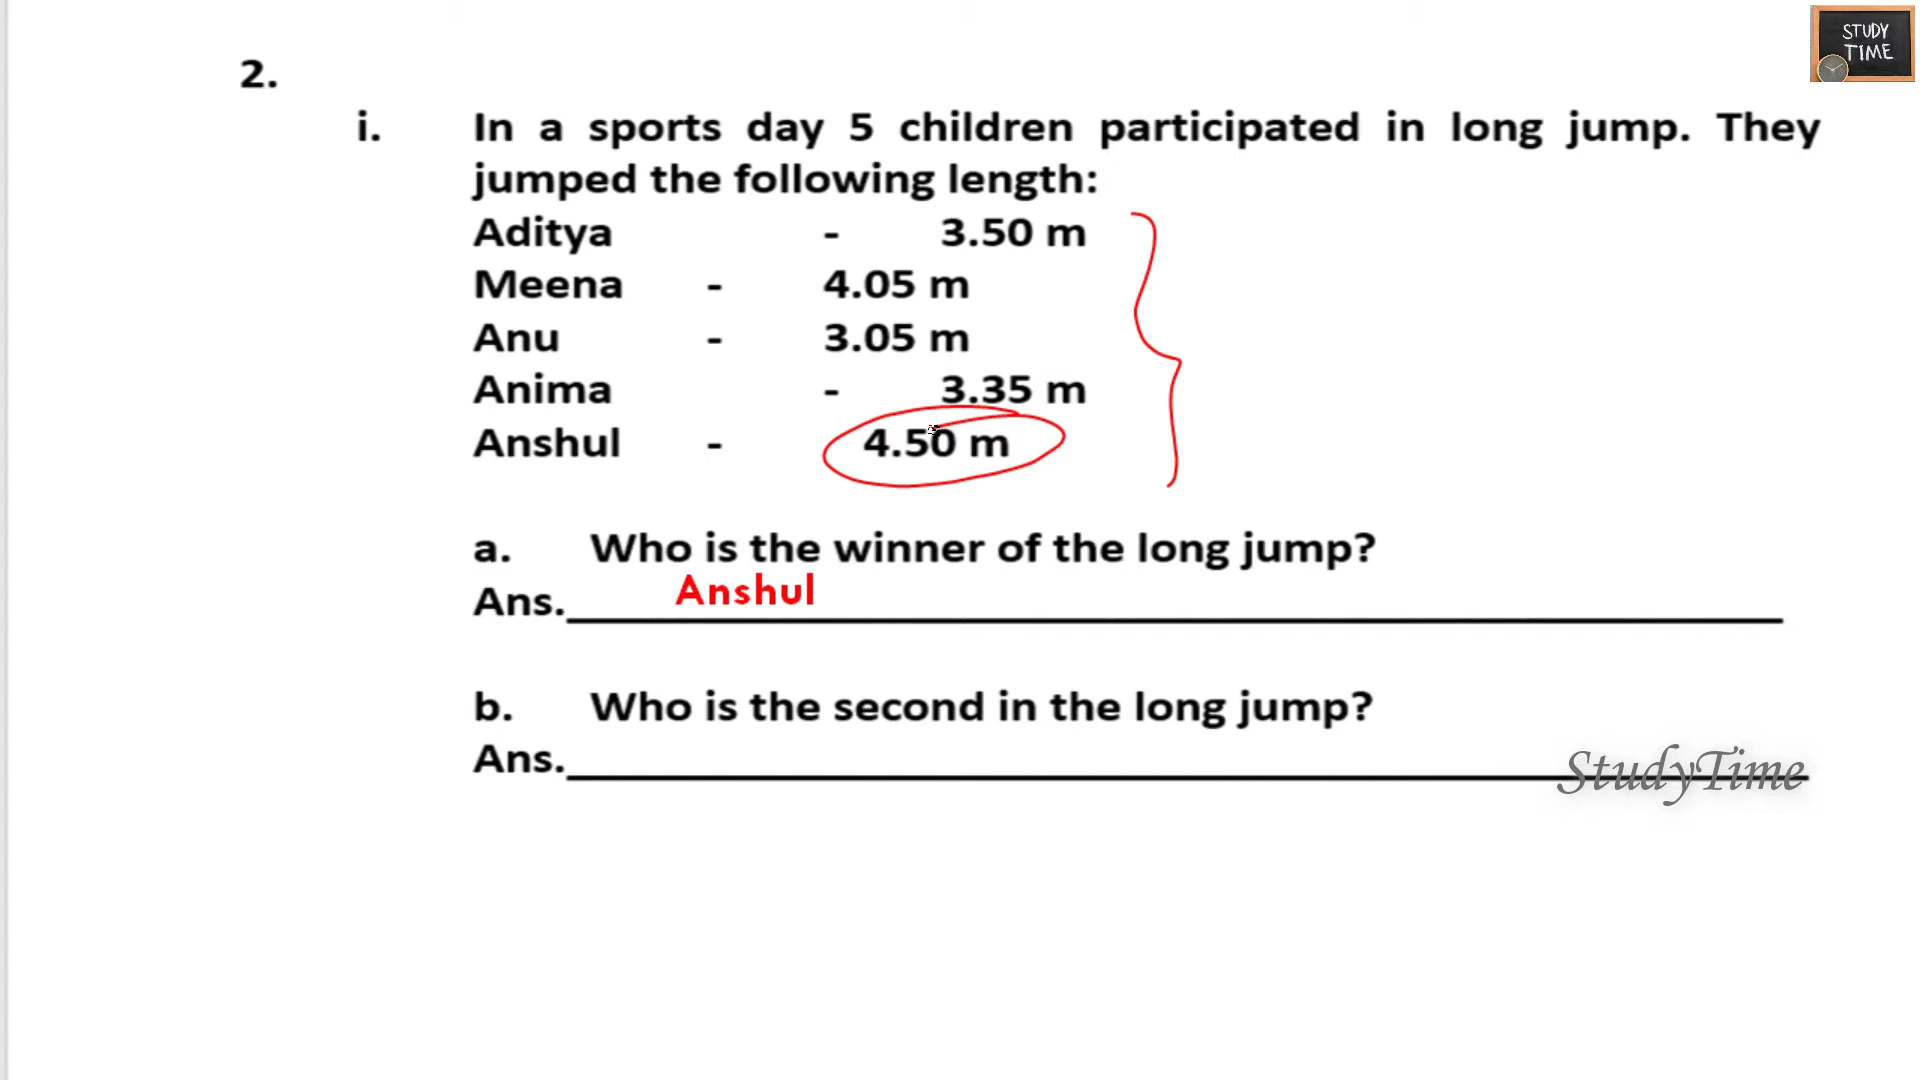 STUDY
TIME
2.
i. In a sports day 5 children participated in long jump. They
jumped the following length:
Aditya - 3.50 m
Meena - 4.05 m
Anu - 3.05 m
Anima - 3.35 m
Anshul - 4.50 m
a. Who is the winner of the long jump?
Anshul
Ans.
b. Who is the second in the long jump?
Ans.
StudyTime